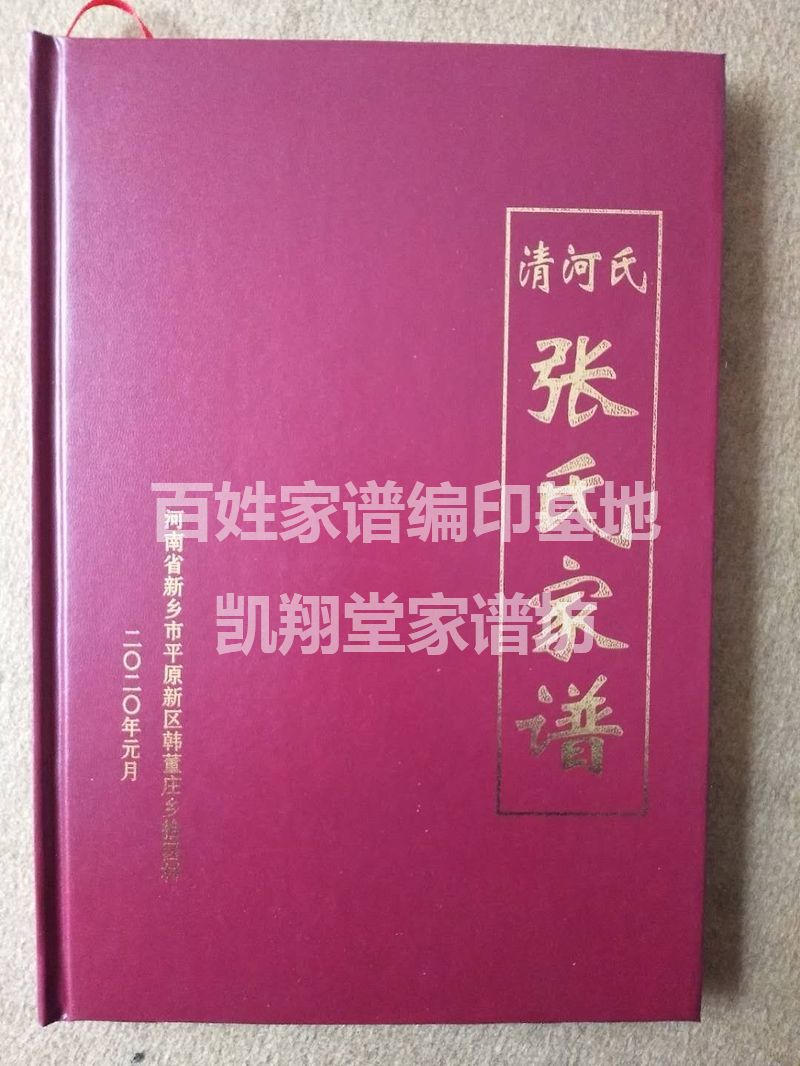 清河氏
张氏家谱
河南省新乡市平原新区韩董庄乡
二〇二〇年元月
百姓家谱编印基地
凯翔堂家谱